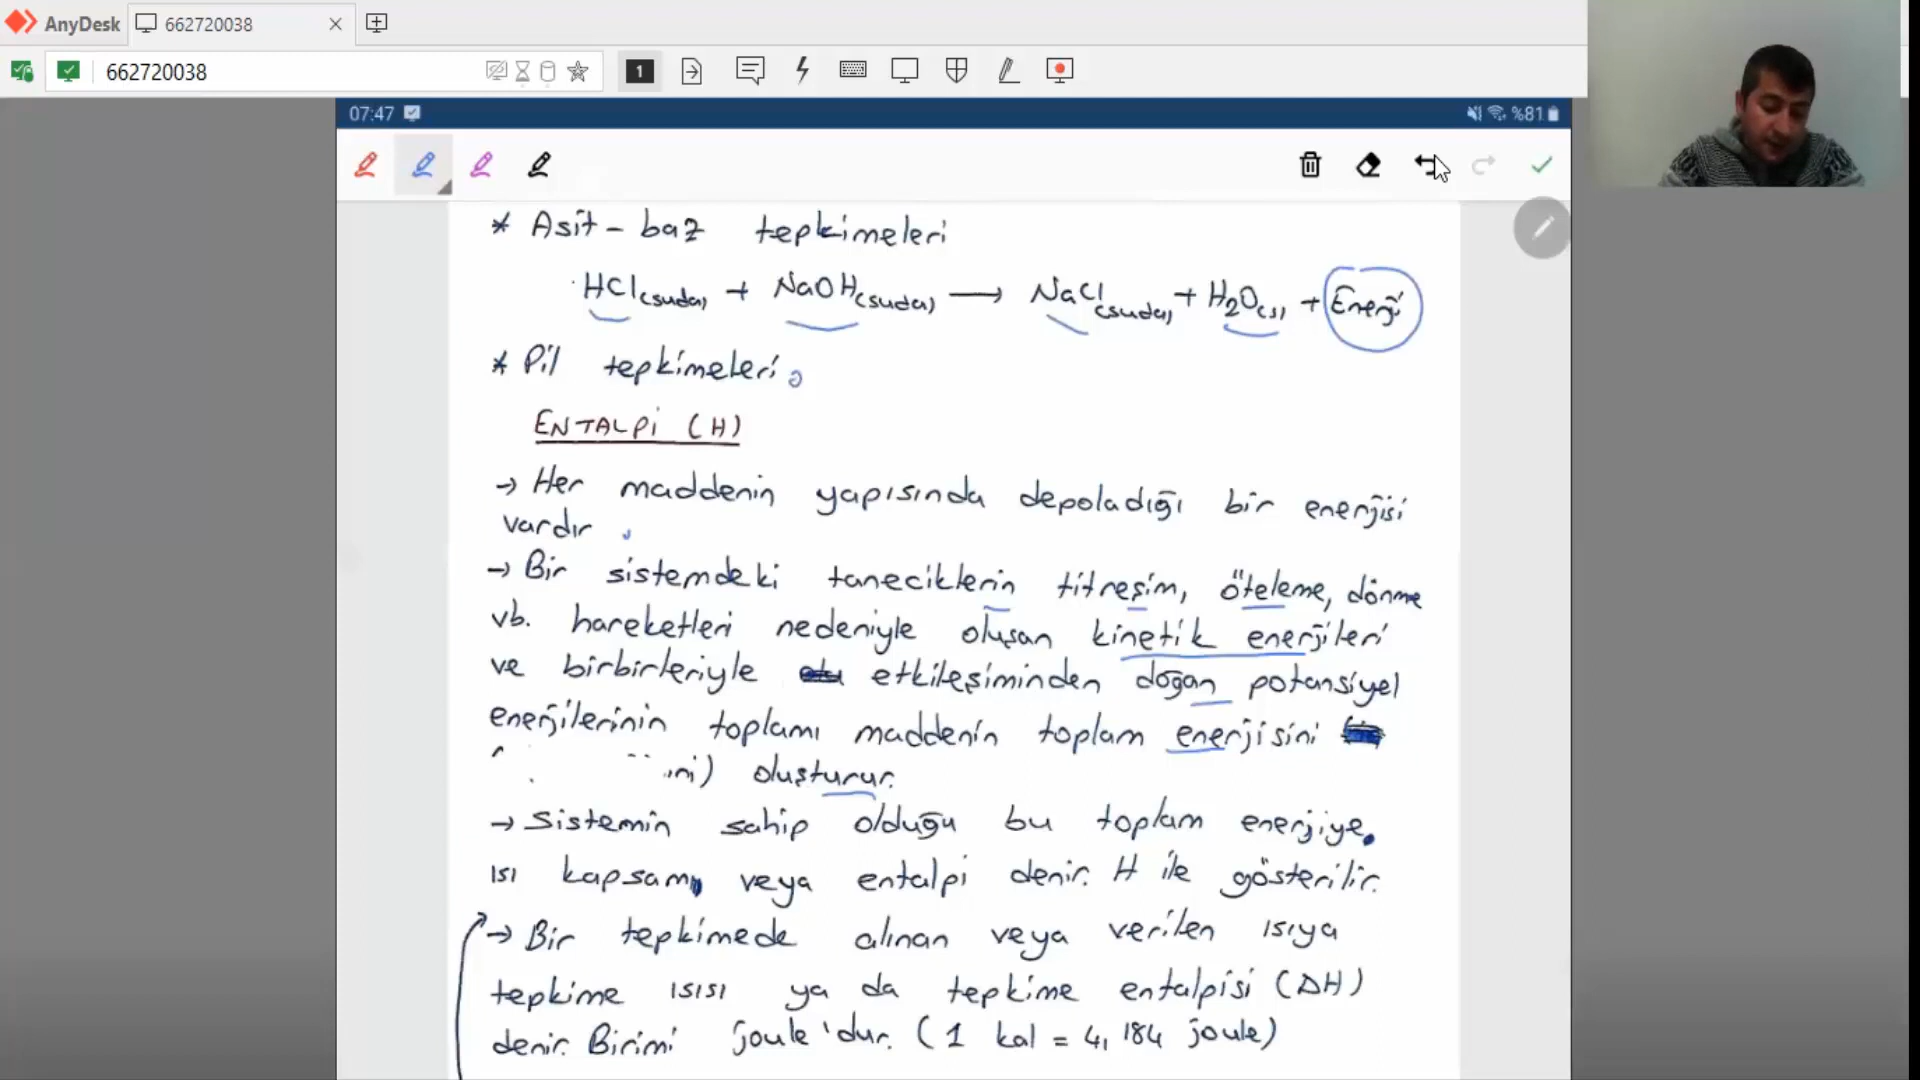 AnyDesk 662720038
662720038 1
07:47 %81
* Asit - baz tepkimeleri
HCl(suda) + NaOH(suda) → NaCl(suda) + H₂O(s) + Enerji
* Pil tepkimeleri
ENTALPİ (H)
→ Her maddenin yapısında depoladığı bir enerjisi
vardır
→ Bir sistemdeki taneciklerin titreşim, öteleme, dönme
vb. hareketleri nedeniyle oluşan kinetik enerjileri
ve birbirleriyle etkileşiminden doğan potansiyel
enerjilerinin toplamı maddenin toplam enerjisini
oluşturur.
→ Sistemin sahip olduğu bu toplam enerjiye
ısı kapsamı veya entalpi denir. H ile gösterilir.
→ Bir tepkimede alınan veya verilen ısıya
tepkime ısısı ya da tepkime entalpisi (ΔH)
denir. Birimi joule'dur. (1 kal = 4,184 joule)